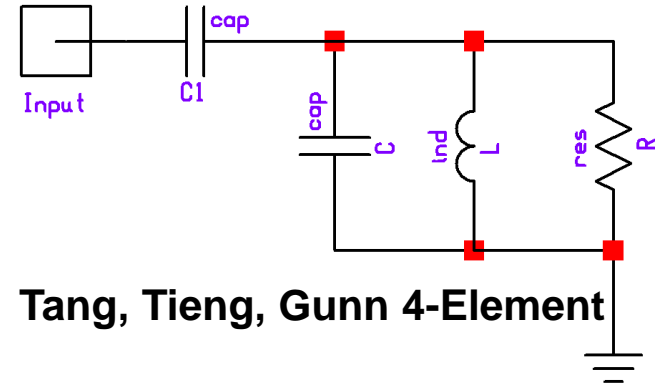 cap
Input
C1
cap
C
ind
L
res
R
Tang, Tieng, Gunn 4-Element